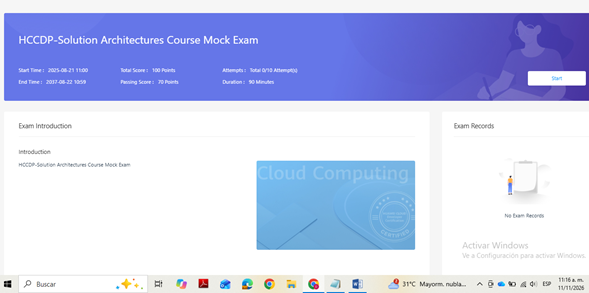 HCCDP-Solution Architectures Course Mock Exam
Start Time : 2025-08-21 11:00 Total Score : 100 Points Attempts : Total 0/10 Attempt(s)
End Time : 2037-08-22 10:59 Passing Score : 70 Points Duration : 90 Minutes
Start
Exam Introduction
Introduction
HCCDP-Solution Architectures Course Mock Exam
Cloud Computing
CERTIFIED
Exam Records
No Exam Records
Activar Windows
Ve a Configuración para activar Windows.
Buscar
31°C Mayorm. nubla...
ESP
11:16 a. m.
11/11/2026